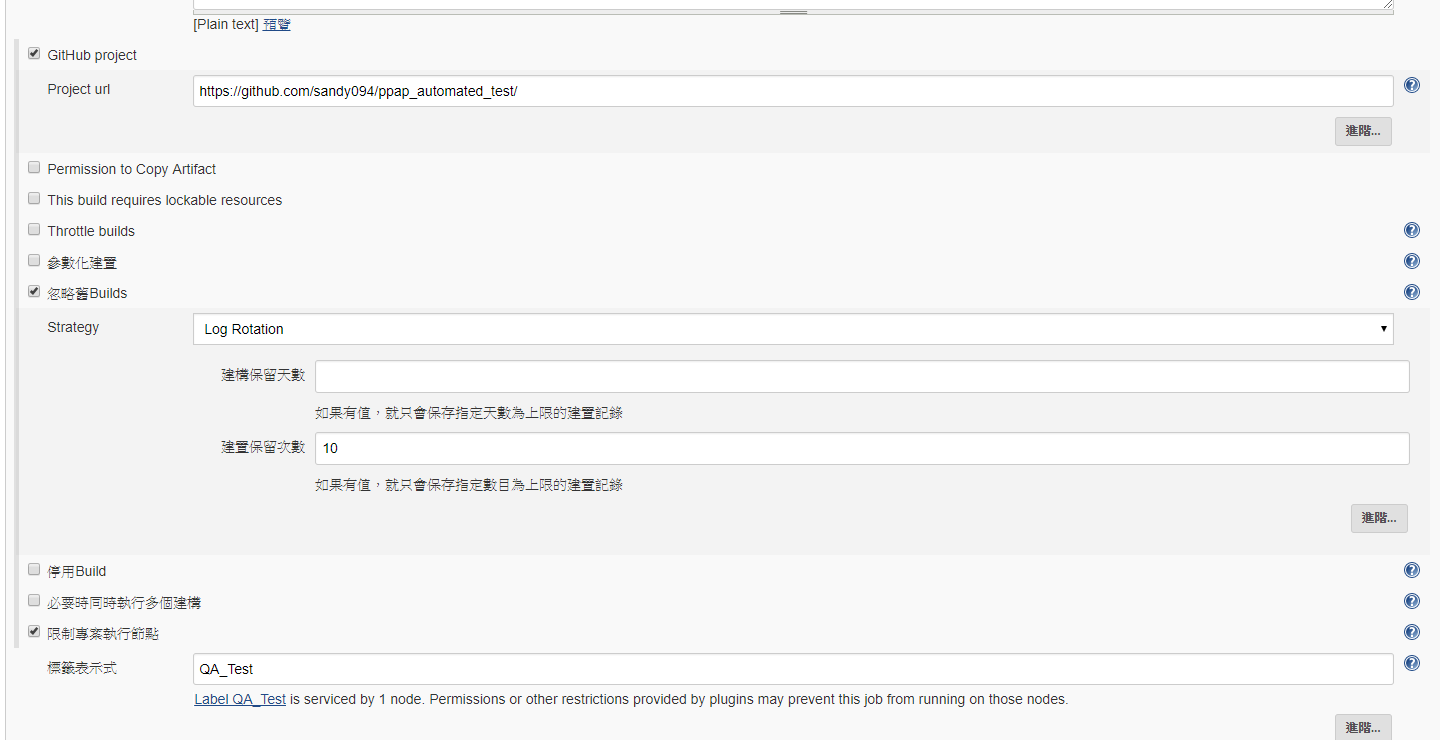 [Plain text] 預覽
GitHub project
Project url
https://github.com/sandy094/ppap_automated_test/
進階...
Permission to Copy Artifact
This build requires lockable resources
Throttle builds
參數化建置
忽略舊Builds
Strategy
Log Rotation
建構保留天數
如果有值，就只會保存指定天數為上限的建置記錄
建置保留次數
10
如果有值，就只會保存指定數目為上限的建置記錄
進階...
停用Build
必要時同時執行多個建構
限制專案執行節點
標籤表示式
QA_Test
Label QA_Test is serviced by 1 node. Permissions or other restrictions provided by plugins may prevent this job from running on those nodes.
進階...